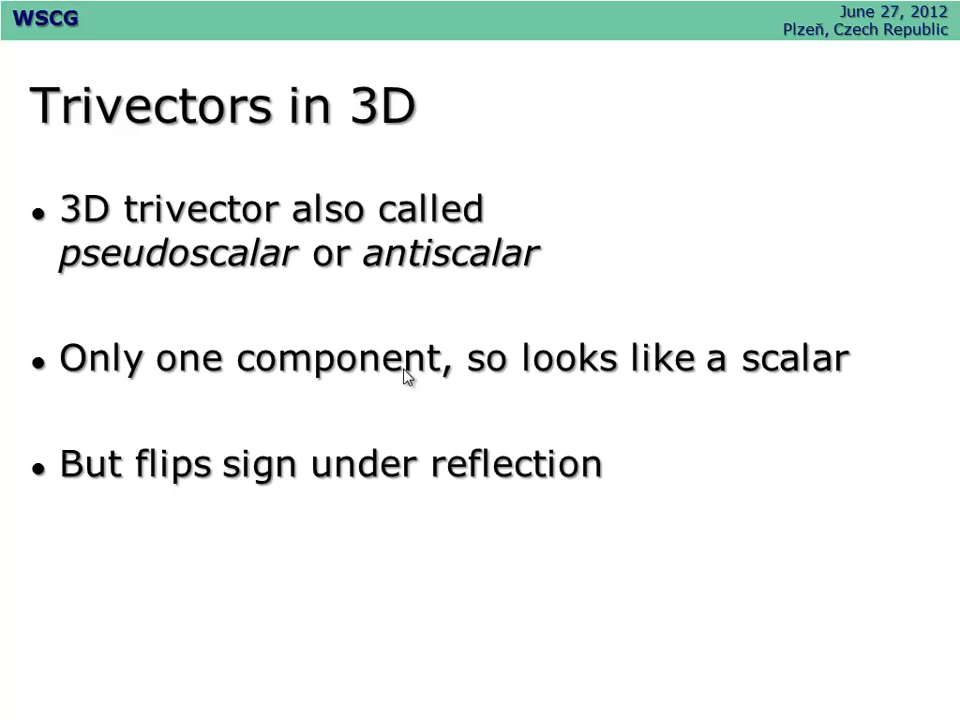 WSCG
June 27, 2012
Plzeň, Czech Republic
Trivectors in 3D
• 3D trivector also called
pseudoscalar or antiscalar
• Only one component, so looks like a scalar
• But flips sign under reflection